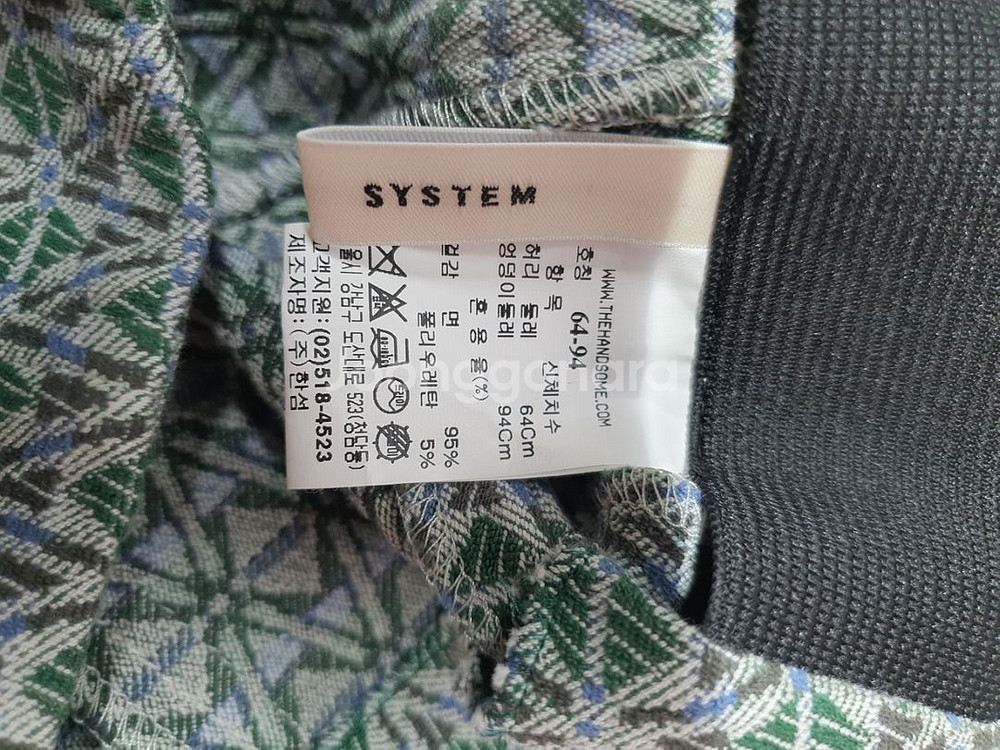 SYSTEM
WWW.THEHANDSOME.COM
호칭 64-94
항 목 신체치수
허리 둘레 64Cm
엉덩이둘레 94Cm
혼 용 율(%)
겉감 면 95%
폴리우레탄 5%
울시 강남구 도산대로 523(청담동)
고객지원: (02)518-4523
제조자명: (주)한섬